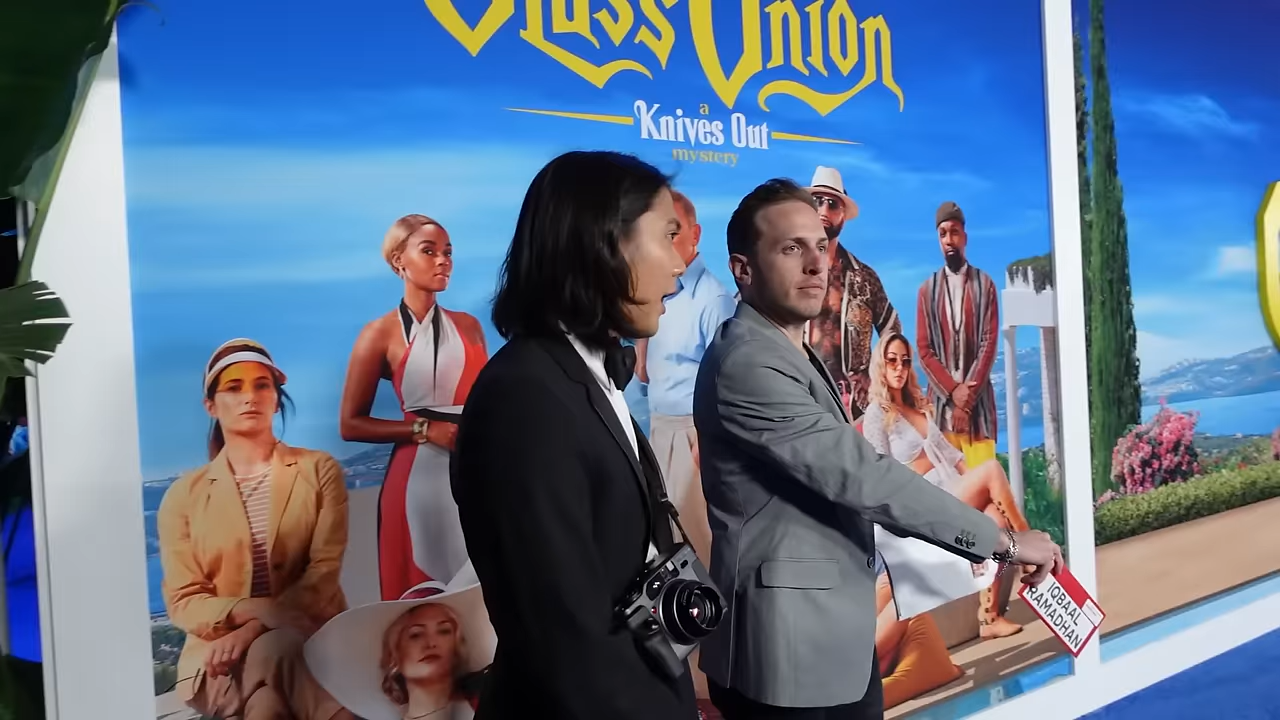 Glass Onion
a
Knives Out
mystery
IQBAAL
RAMADHAN